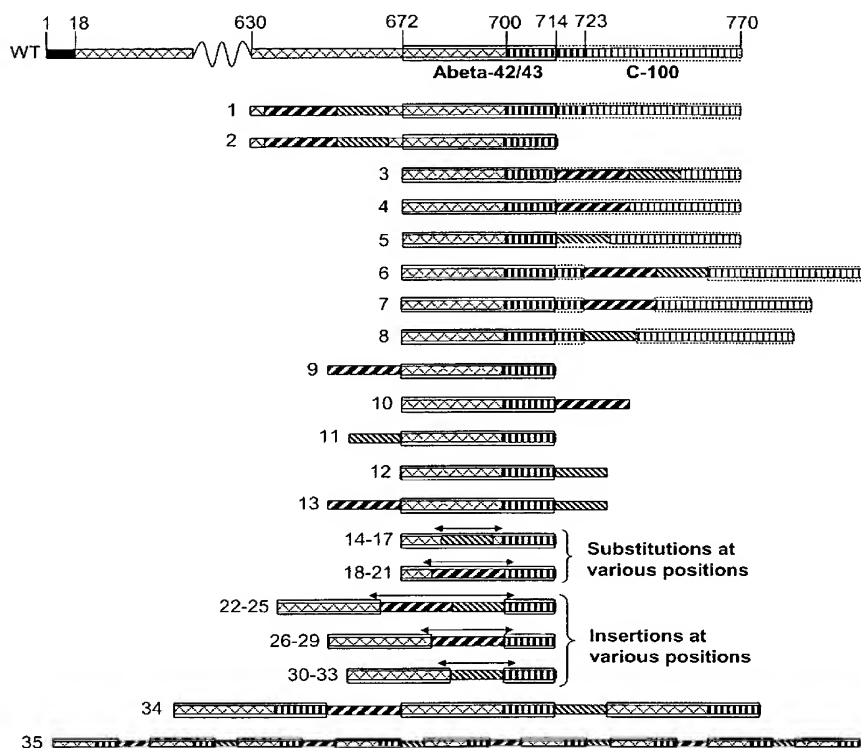 1 18 630 672 700 714 723 770
WT
Abeta-42/43 C-100
1
2
3
4
5
6
7
8
9
10
11
12
13
14-17
18-21
Substitutions at
various positions
22-25
26-29
30-33
Insertions at
various positions
34
35